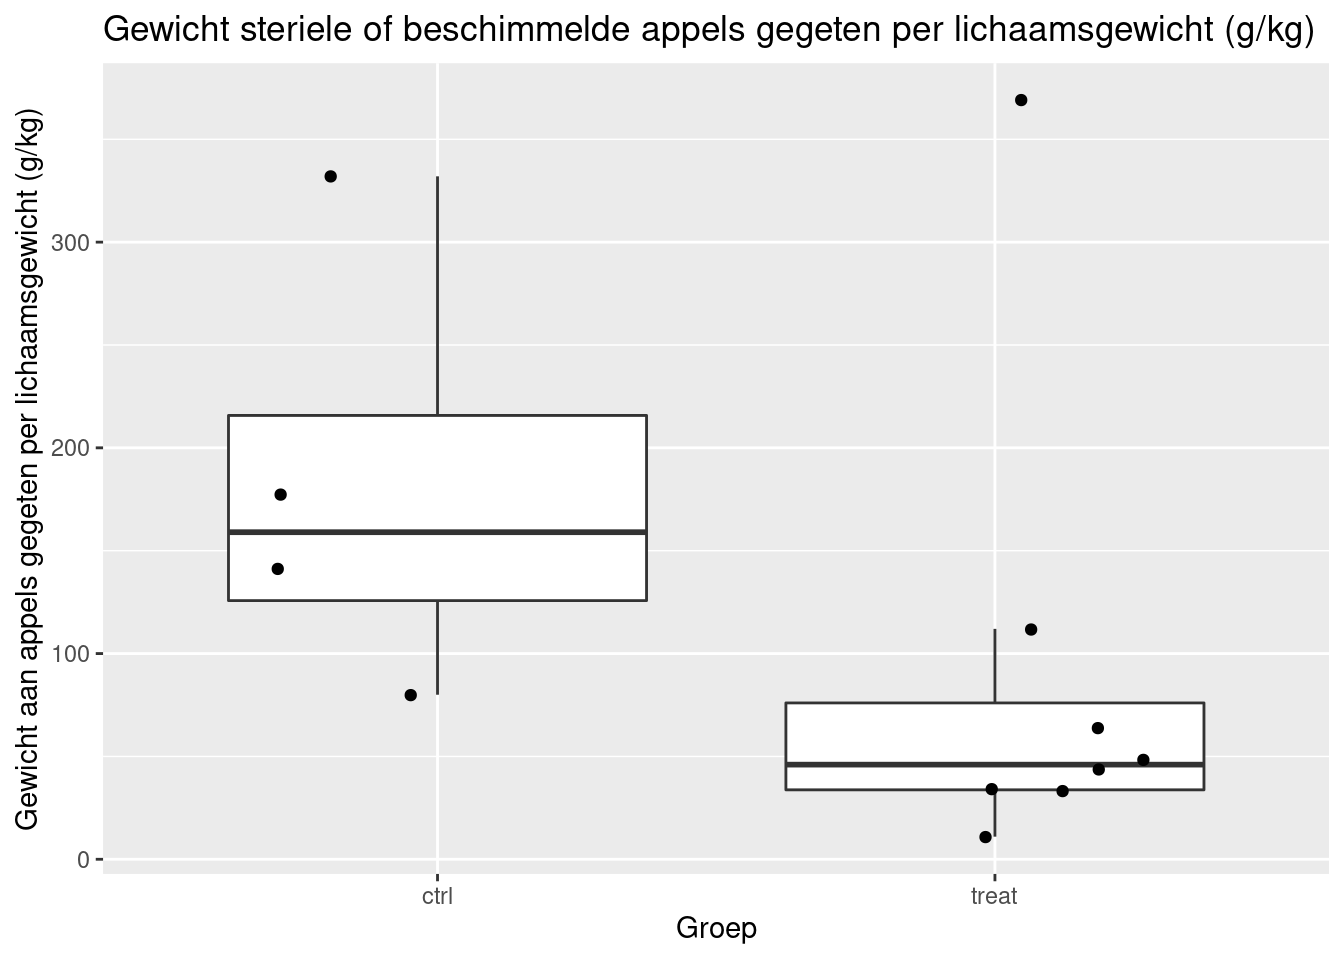 Gewicht steriele of beschimmelde appels gegeten per lichaamsgewicht (g/kg)
Gewicht aan appels gegeten per lichaamsgewicht (g/kg)
300
200
100
0
ctrl
treat
Groep